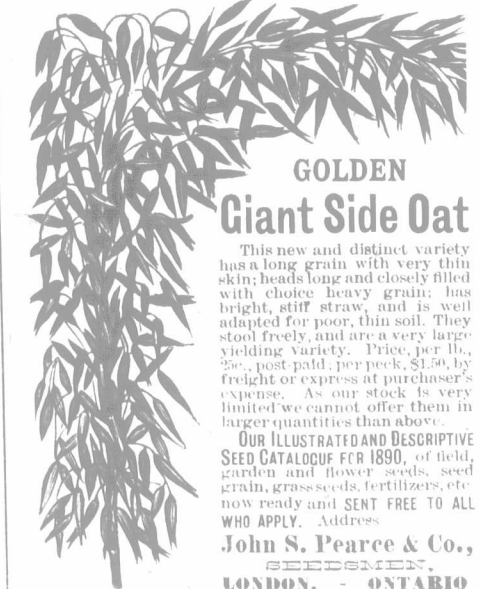 GOLDEN
Giant Side Oat
This new and distinct variety
has a long grain with very thin
skin; heads long and closely filled
with choice heavy grain; has
bright, stiff straw, and is well
adapted for poor, thin soil. They
stool freely, and are a very large
yielding variety. Price, per lb.,
25c., post-paid; per peck, $1.50, by
freight or express at purchaser's
expense. As our stock is very
limited we cannot offer them in
larger quantities than above.
OUR ILLUSTRATED AND DESCRIPTIVE
SEED CATALOGUE FOR 1890, of field,
garden and flower seeds, seed
grain, grass seeds, fertilizers, etc
now ready and SENT FREE TO ALL
WHO APPLY. Address
John S. Pearce & Co.,
SEEDSMEN,
LONDON, - ONTARIO